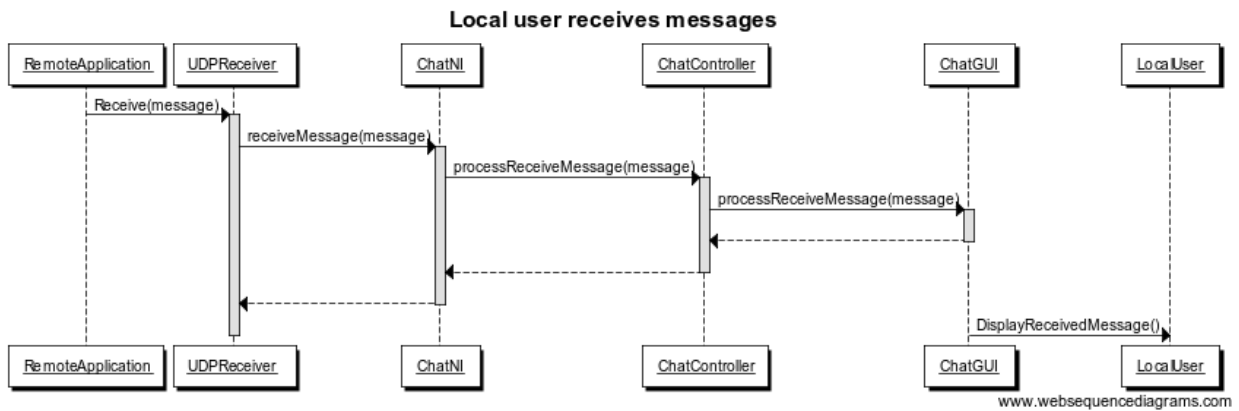 Local user receives messages
RemoteApplication UDPReceiver ChatNI ChatController ChatGUI LocalUser
Receive(message)
receiveMessage(message)
processReceiveMessage(message)
processReceiveMessage(message)
DisplayReceivedMessage()
RemoteApplication UDPReceiver ChatNI ChatController ChatGUI LocalUser
www.websequencediagrams.com